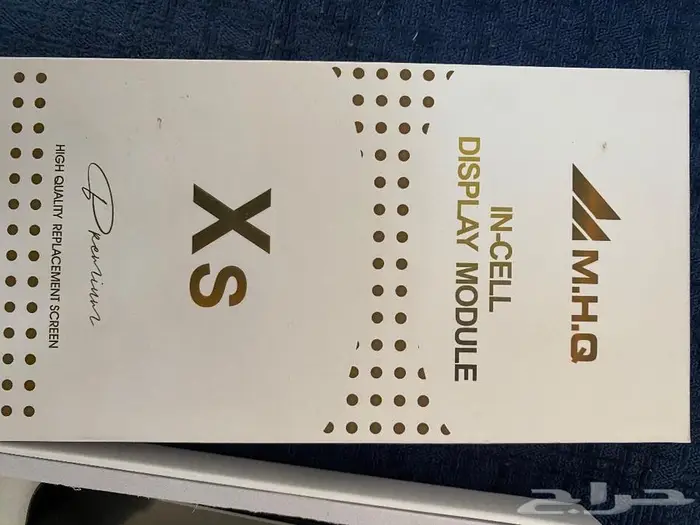 M.H.Q
IN-CELL
DISPLAY MODULE
XS
Premium
HIGH QUALITY REPLACEMENT SCREEN
حراج